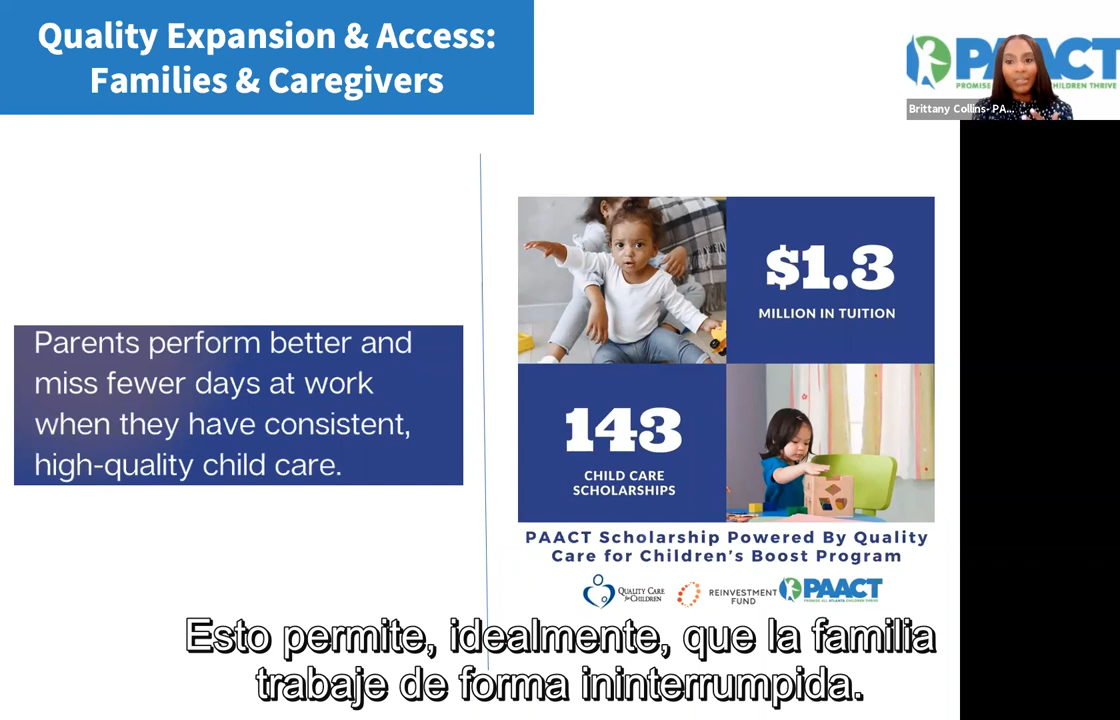 Quality Expansion & Access:
Families & Caregivers
PAACT
PROMISE
CHILDREN THRIVE
Brittany Collins- PA...
Parents perform better and
miss fewer days at work
when they have consistent,
high-quality child care.
$1.3
MILLION IN TUITION
143
CHILD CARE
SCHOLARSHIPS
PAACT Scholarship Powered By Quality
Care for Children's Boost Program
QUALITY CARE
for CHILDREN
REINVESTMENT
FUND
PAACT
PROMISE ALL ATLANTA CHILDREN THRIVE
Esto permite, idealmente, que la familia
trabaje de forma ininterrumpida.